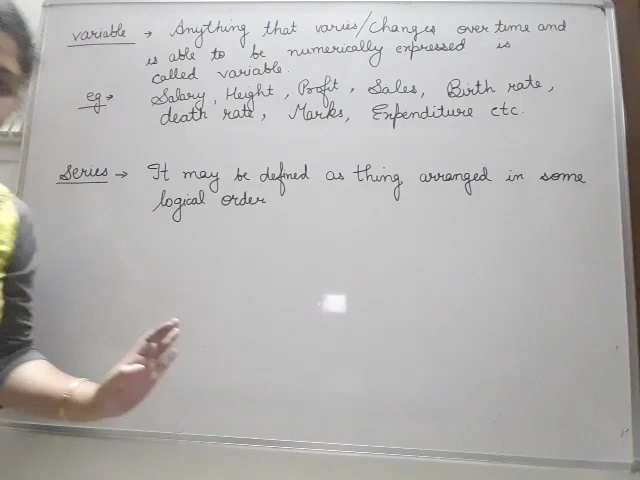 variable → Anything that varies/changes over time and
is able to be numerically expressed is
called variable.
eg → Salary, Height, Profit, Sales, Birth rate,
death rate, Marks, Expenditure etc.
Series → It may be defined as thing arranged in some
logical order